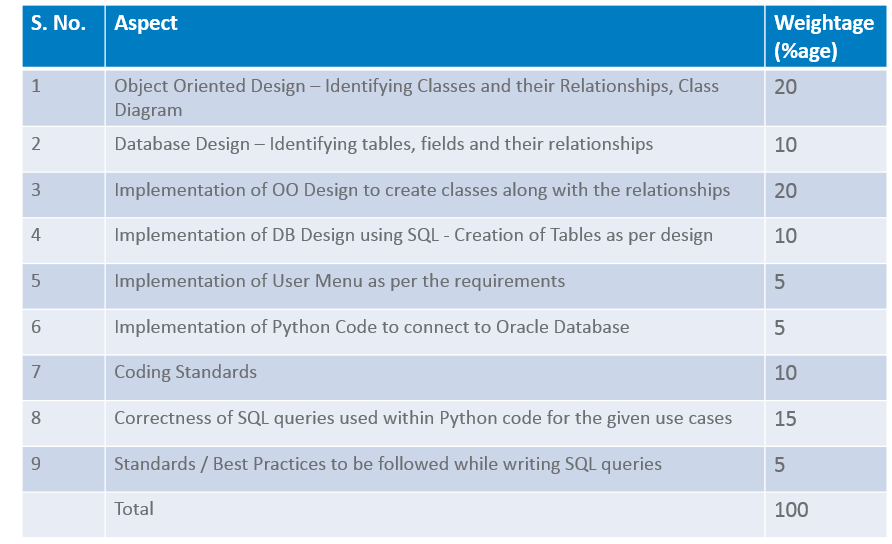 S. No. Aspect Weightage
(%age)
1 Object Oriented Design – Identifying Classes and their Relationships, Class 20
Diagram
2 Database Design – Identifying tables, fields and their relationships 10
3 Implementation of OO Design to create classes along with the relationships 20
4 Implementation of DB Design using SQL - Creation of Tables as per design 10
5 Implementation of User Menu as per the requirements 5
6 Implementation of Python Code to connect to Oracle Database 5
7 Coding Standards 10
8 Correctness of SQL queries used within Python code for the given use cases 15
9 Standards / Best Practices to be followed while writing SQL queries 5
Total 100